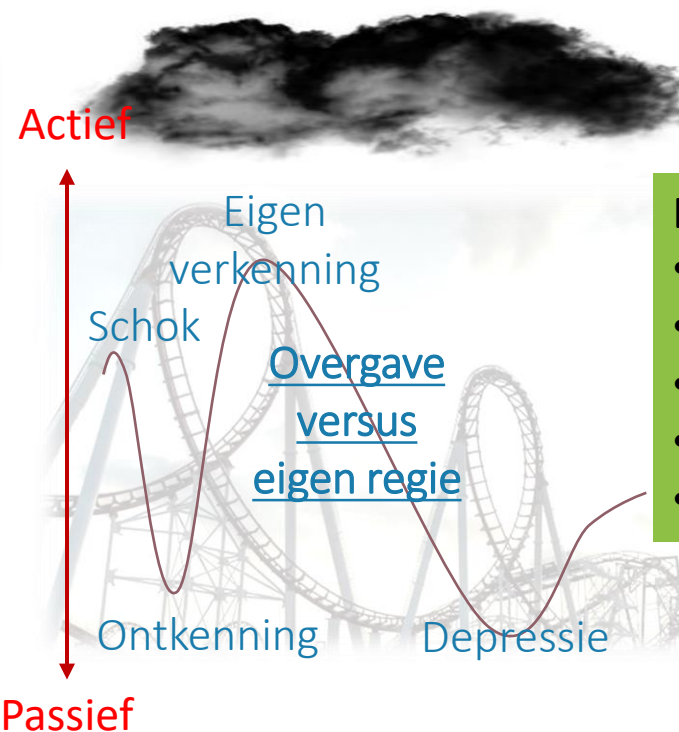 Actief
Eigen
verkenning
Schok
Overgave
versus
eigen regie
Ontkenning
Depressie
Passief